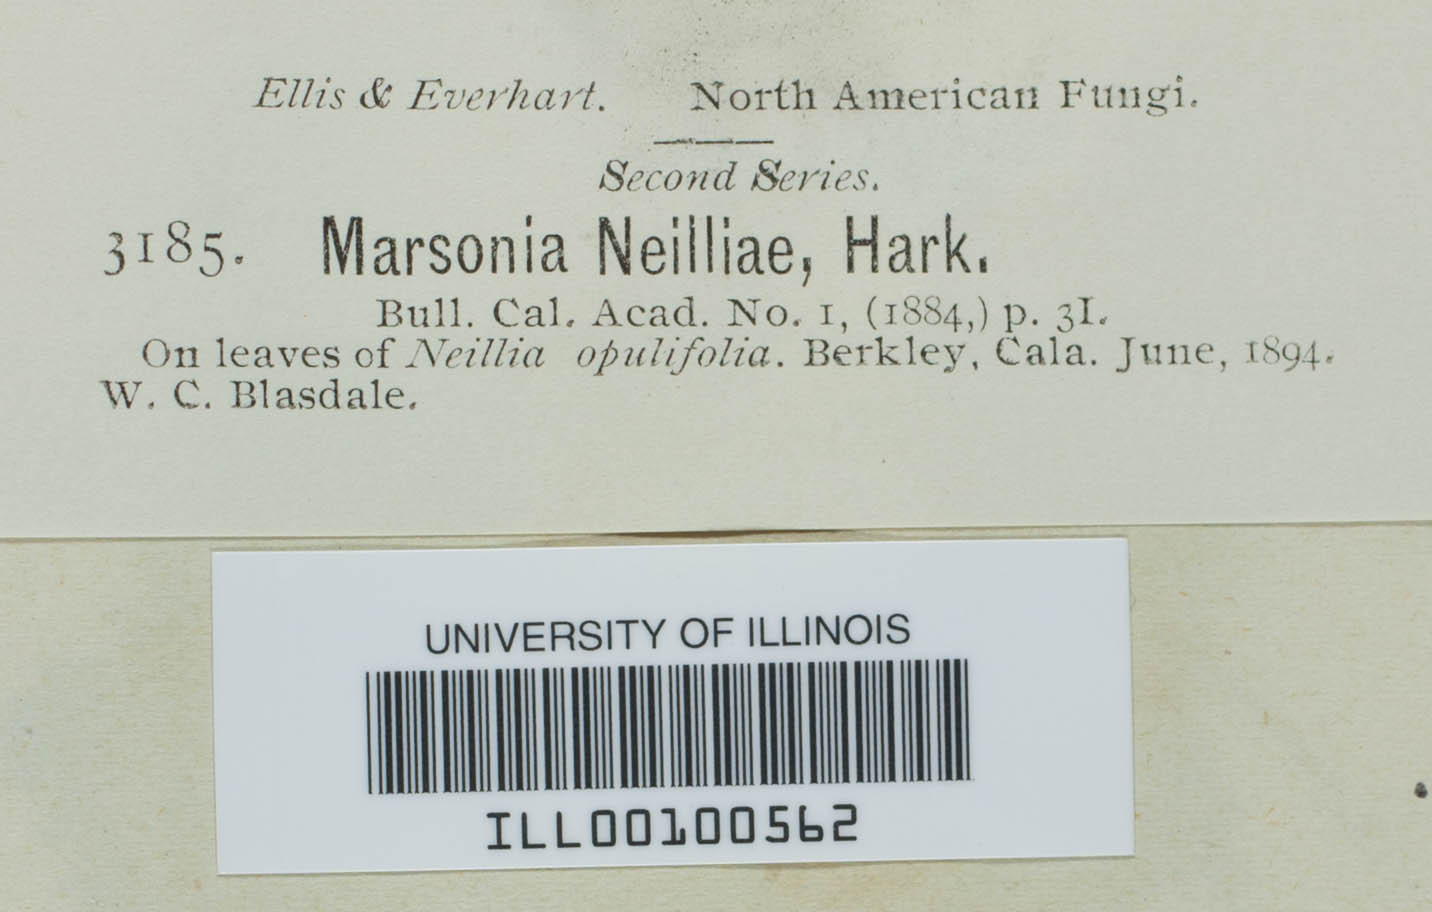 Ellis & Everhart. North American Fungi.
Second Series.
3185. Marsonia Neilliae, Hark.
Bull. Cal. Acad. No. 1, (1884,) p. 31.
On leaves of Neillia opulifolia. Berkley, Cala. June, 1894.
W. C. Blasdale.
UNIVERSITY OF ILLINOIS
ILL00100562